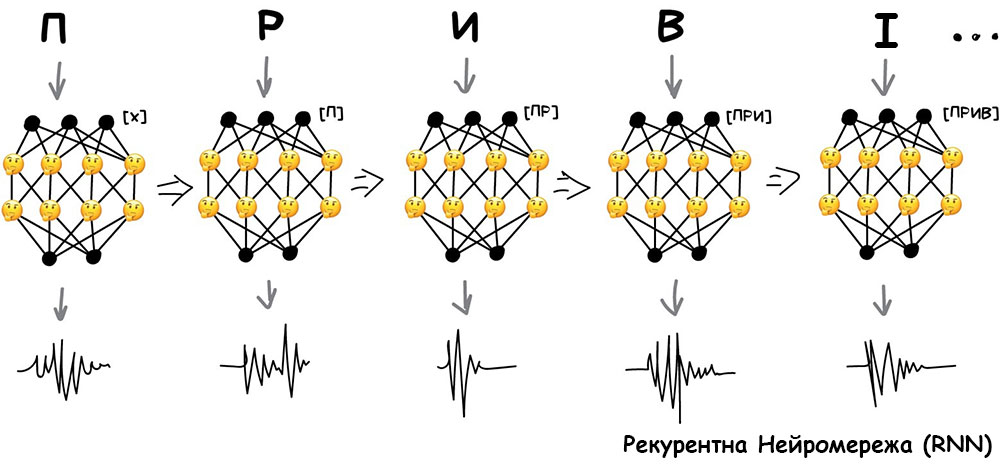 П Р И В І ...
[х] [П] [ПР] [ПРИ] [ПРИВ]
Рекурентна Нейромережа (RNN)